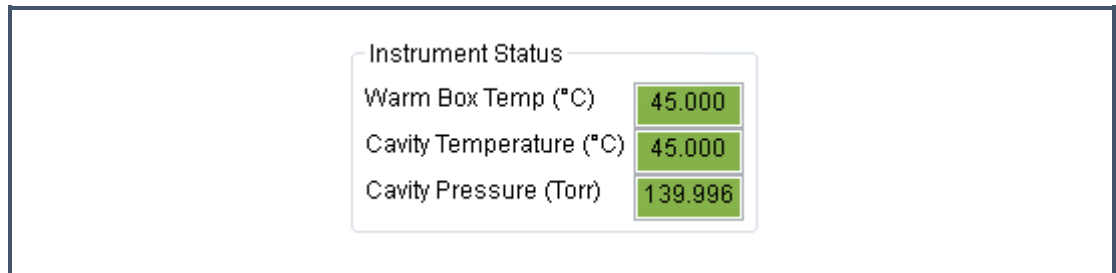 Instrument Status
Warm Box Temp (°C) 45.000
Cavity Temperature (°C) 45.000
Cavity Pressure (Torr) 139.996